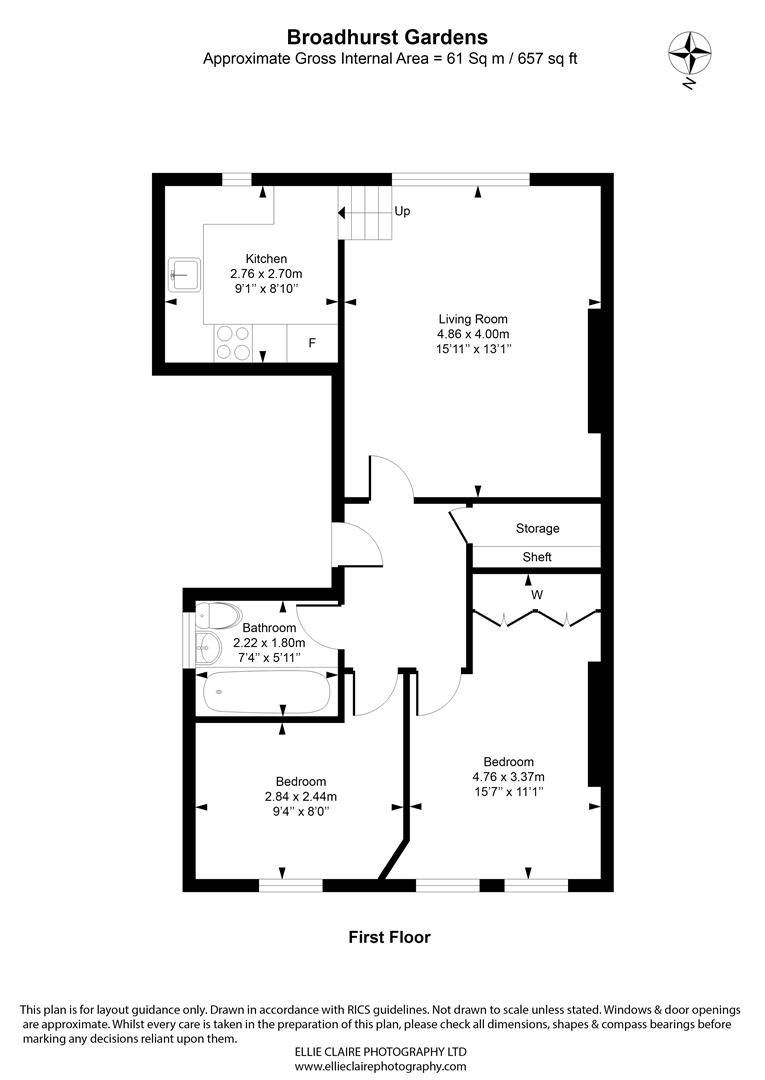 Broadhurst Gardens
Approximate Gross Internal Area = 61 Sq m / 657 sq ft
N
Up
Kitchen
2.76 x 2.70m
9'1'' x 8'10''
F
Living Room
4.86 x 4.00m
15'11'' x 13'1''
Storage
Sheft
W
Bathroom
2.22 x 1.80m
7'4'' x 5'11''
Bedroom
4.76 x 3.37m
15'7'' x 11'1''
Bedroom
2.84 x 2.44m
9'4'' x 8'0''
First Floor
This plan is for layout guidance only. Drawn in accordance with RICS guidelines. Not drawn to scale unless stated. Windows & door openings
are approximate. Whilst every care is taken in the preparation of this plan, please check all dimensions, shapes & compass bearings before
marking any decisions reliant upon them.
ELLIE CLAIRE PHOTOGRAPHY LTD
www.ellieclairephotography.com